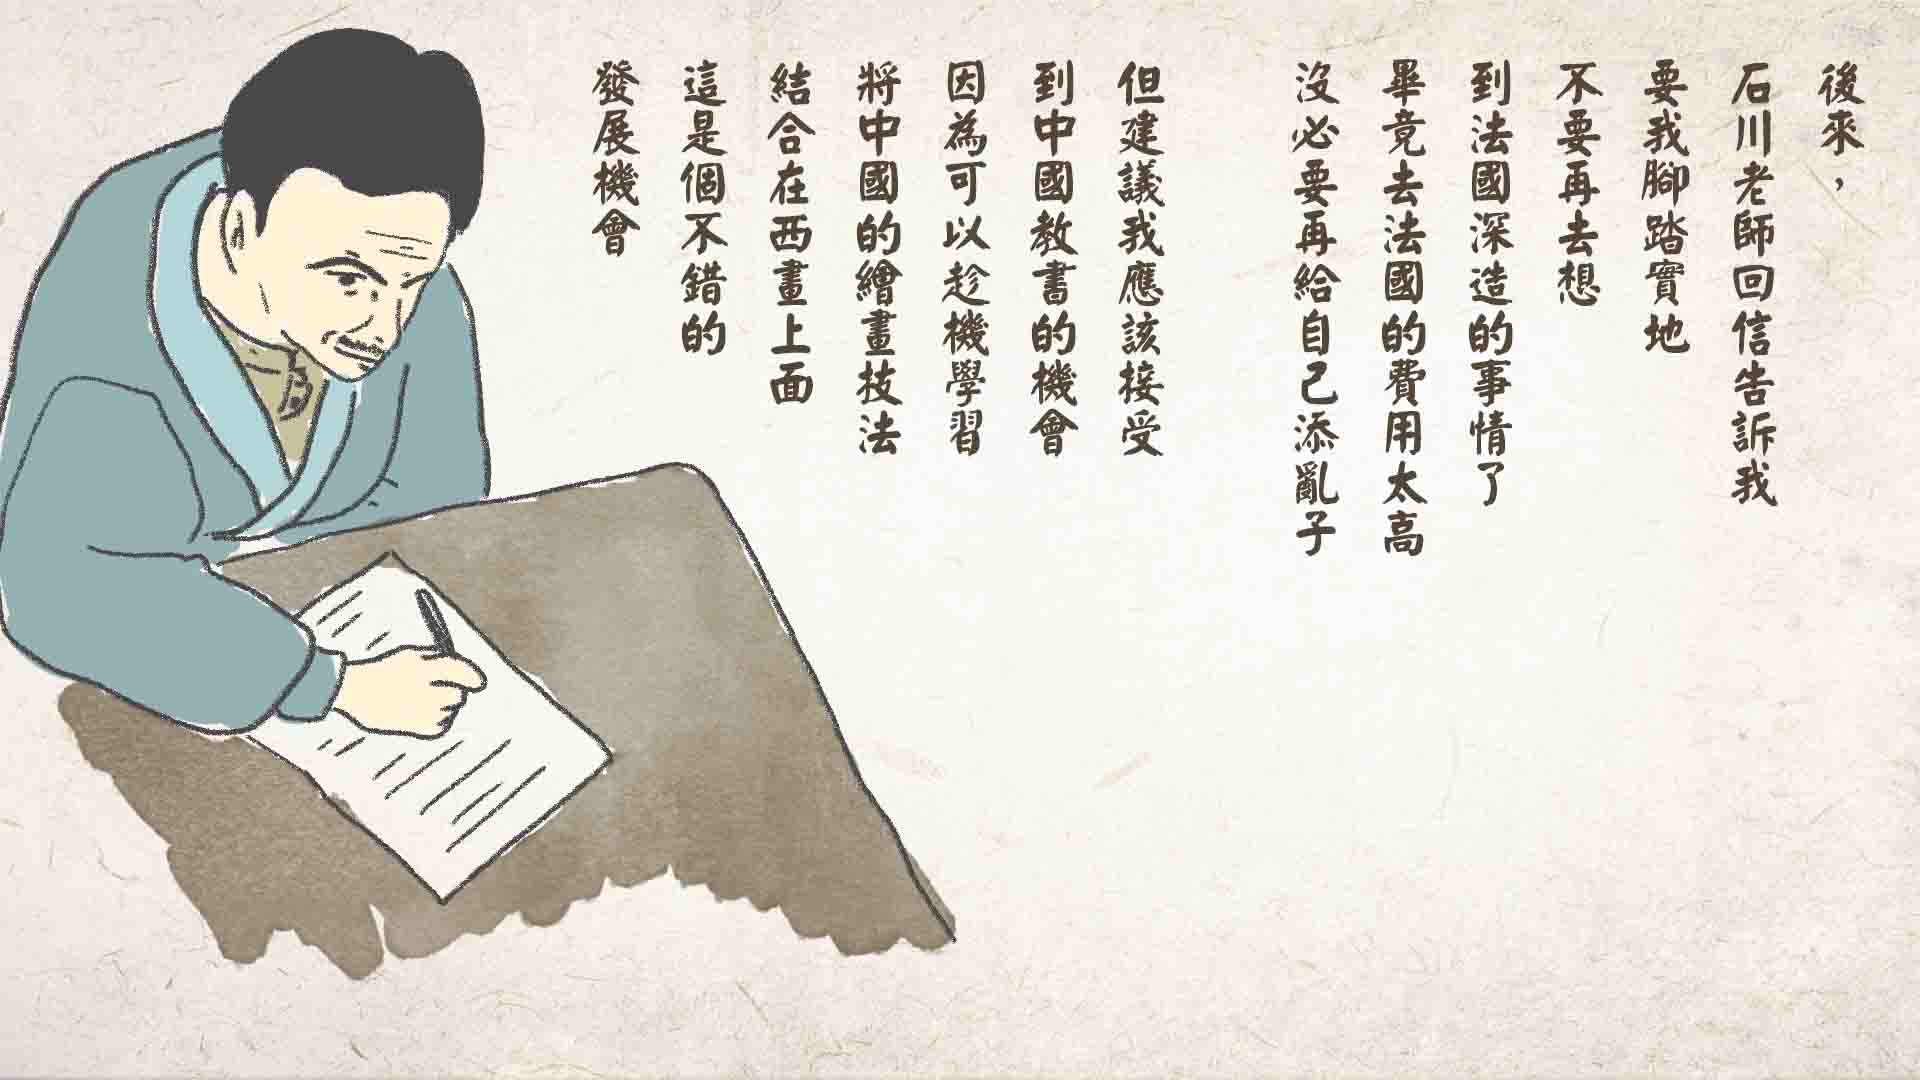 後來，
石川老師回信告訴我
要我腳踏實地
不要再去想
到法國深造的事情了
畢竟去法國的費用太高
沒必要再給自己添亂子
但建議我應該接受
到中國教書的機會
因為可以趁機學習
將中國的繪畫技法
結合在西畫上面
這是個不錯的
發展機會